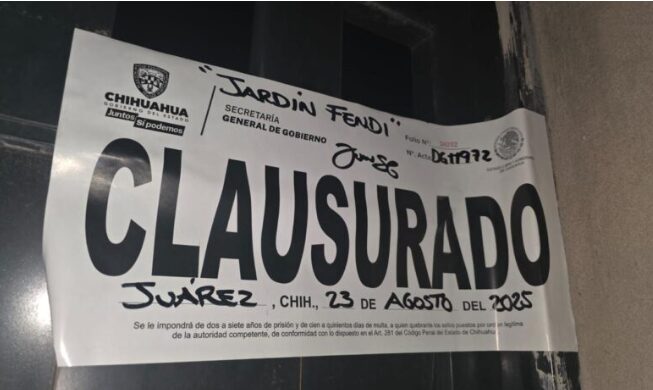 "JARDIN FENDI"
CHIHUAHUA
GOBIERNO DEL ESTADO
Juntos Sí podemos
SECRETARÍA
GENERAL DE GOBIERNO
Folio N°:
N°. Acta DG11972
CLAUSURADO
JUÁREZ, CHIH., 23 DE AGOSTO DEL 2025
Se le impondrá de dos a siete años de prisión y de cien a quinientos días de multa, a quien quebrante los sellos puestos por orden legítima
de la autoridad competente, de conformidad con lo dispuesto en el Art. 281 del Código Penal del Estado de Chihuahua